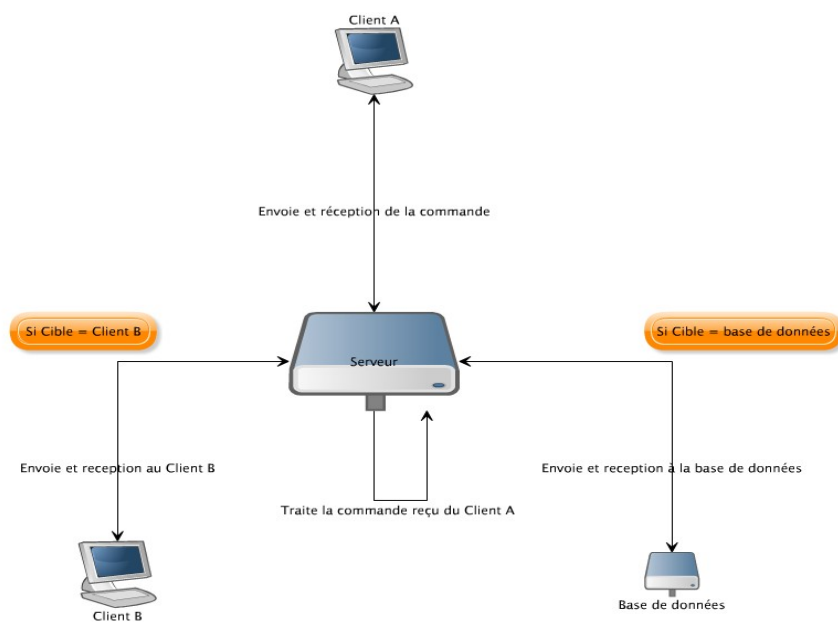 Client A
Envoie et réception de la commande
Si Cible = Client B
Si Cible = base de données
Serveur
Envoie et reception au Client B
Envoie et reception à la base de données
Traite la commande reçu du Client A
Client B
Base de données